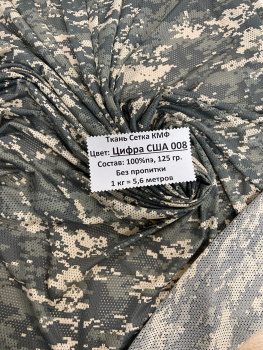 Ткань Сетка КМФ
Цвет: Цифра США 008
Состав: 100%пэ, 125 гр.
Без пропитки
1 кг = 5,6 метров